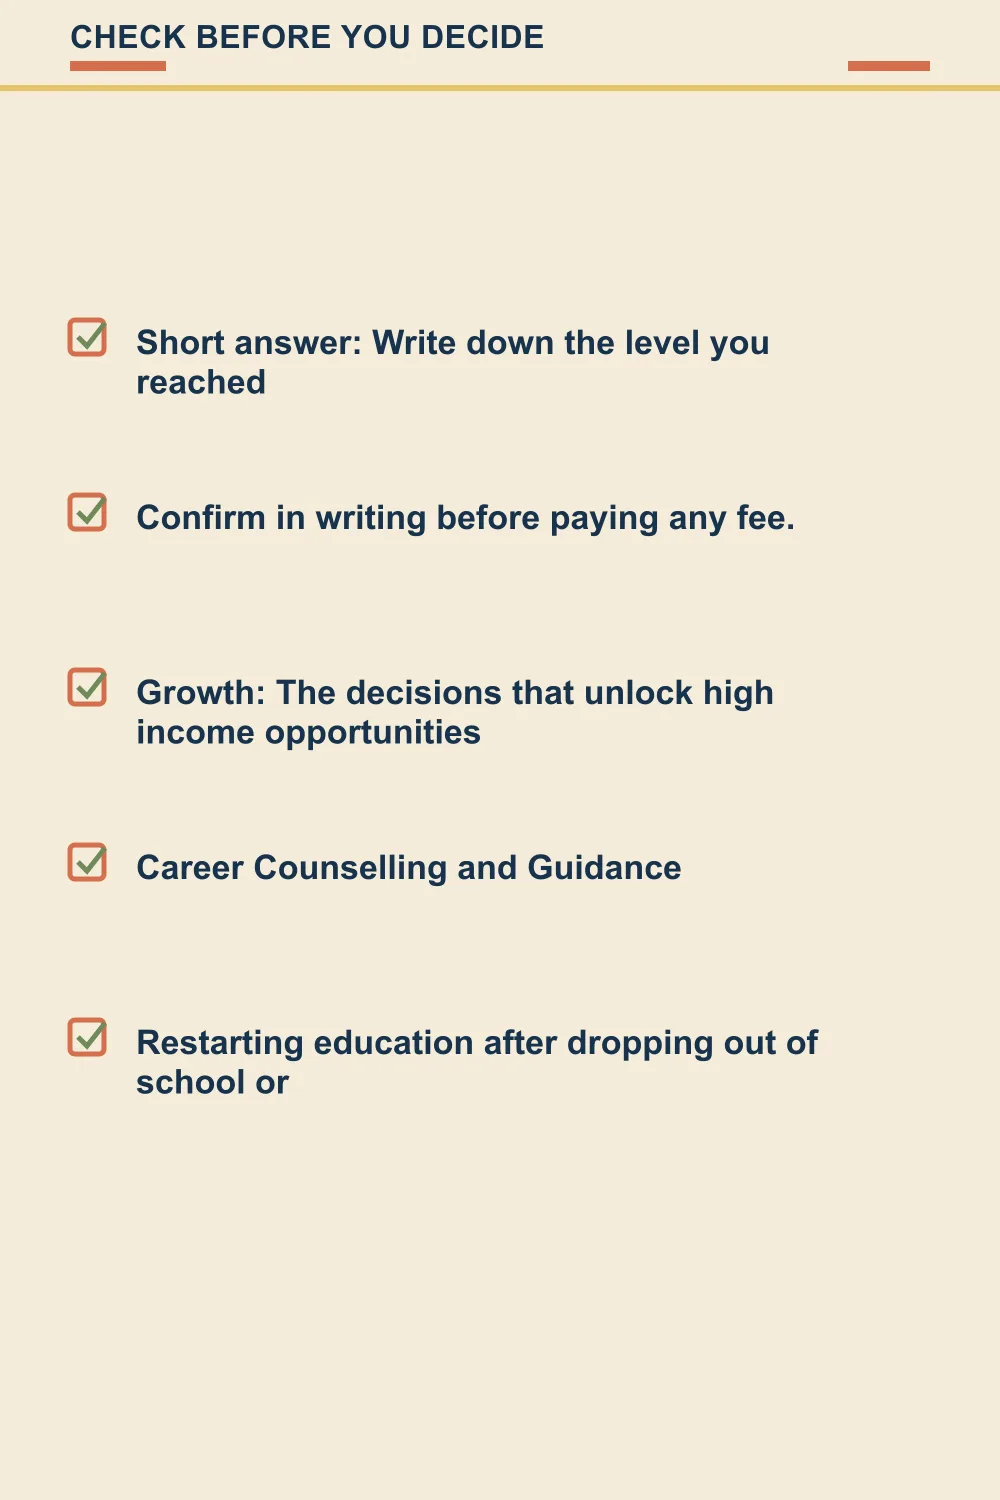 CHECK BEFORE YOU DECIDE
Short answer: Write down the level you
reached
Confirm in writing before paying any fee.
Growth: The decisions that unlock high
income opportunities
Career Counselling and Guidance
Restarting education after dropping out of
school or